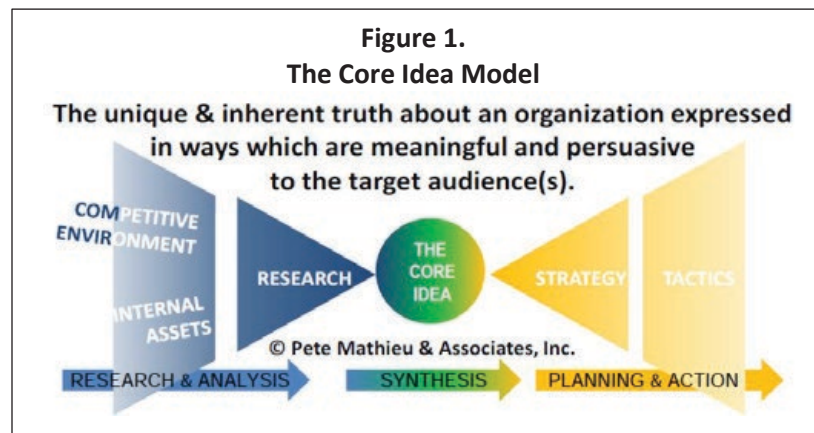 Figure 1.
The Core Idea Model
The unique & inherent truth about an organization expressed
in ways which are meaningful and persuasive
to the target audience(s).
COMPETITIVE
ENVIRONMENT
INTERNAL
ASSETS
RESEARCH
THE
CORE
IDEA
STRATEGY
TACTICS
© Pete Mathieu & Associates, Inc.
RESEARCH & ANALYSIS
SYNTHESIS
PLANNING & ACTION